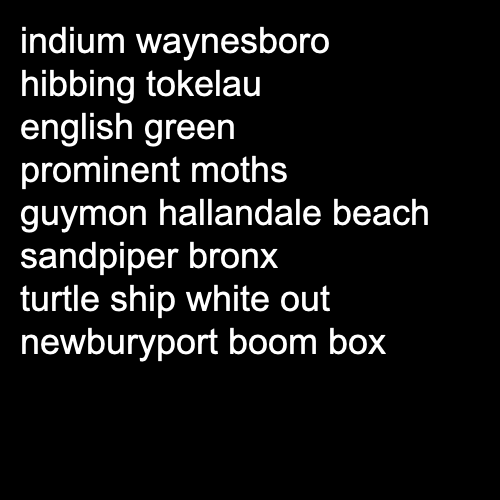 indium waynesboro
hibbing tokelau
english green
prominent moths
guymon hallandale beach
sandpiper bronx
turtle ship white out
newburyport boom box